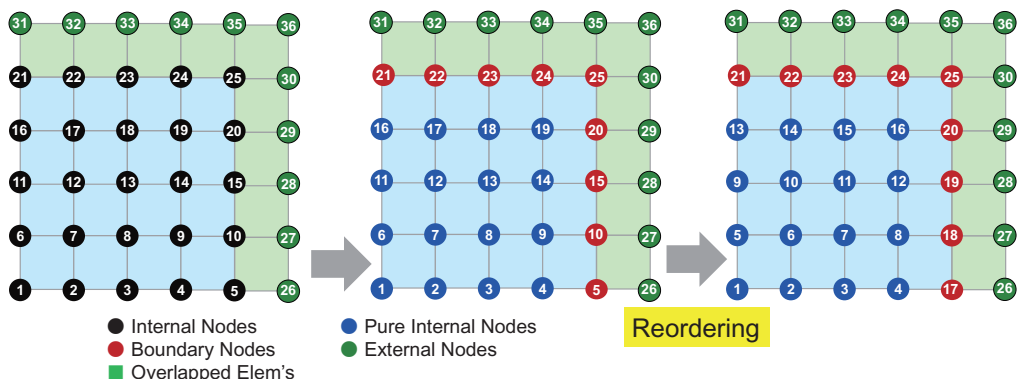 31 32 33 34 35 36 31 32 33 34 35 36 31 32 33 34 35 36
21 22 23 24 25 30 21 22 23 24 25 30 21 22 23 24 25 30
16 17 18 19 20 29 16 17 18 19 20 29 13 14 15 16 20 29
11 12 13 14 15 28 11 12 13 14 15 28 9 10 11 12 19 28
6 7 8 9 10 27 6 7 8 9 10 27 5 6 7 8 18 27
1 2 3 4 5 26 1 2 3 4 5 26 1 2 3 4 17 26
Internal Nodes
Boundary Nodes
Overlapped Elem's
Pure Internal Nodes
External Nodes
Reordering